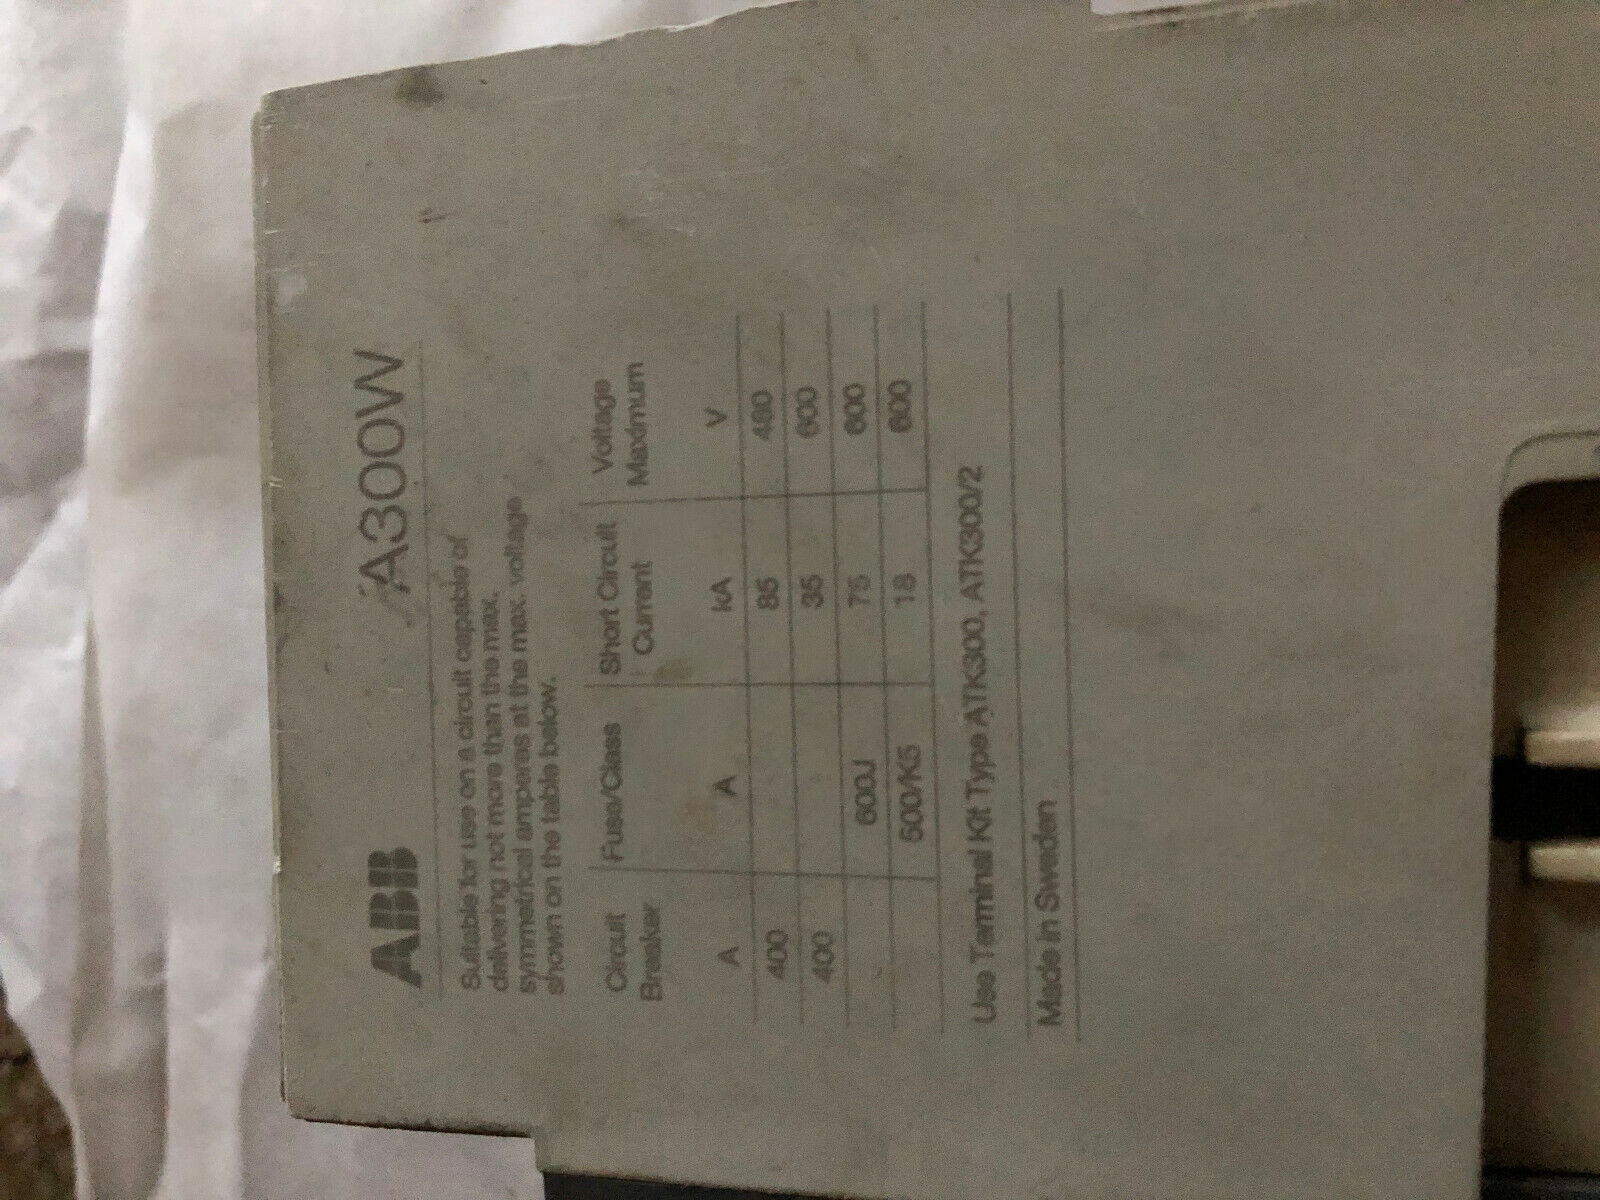 ABB A300W
Suitable for use on a circuit capable of
delivering not more than the max.
symmetrical amperes at the max. voltage
shown on the table below.
Circuit Fuse/Class Short Circuit Voltage
Breaker Current Maximum
A A kA V
400 85 480
400 35 600
600J 75 600
500/K5 18 600
Use Terminal Kit Type ATK300, ATK300/2
Made in Sweden